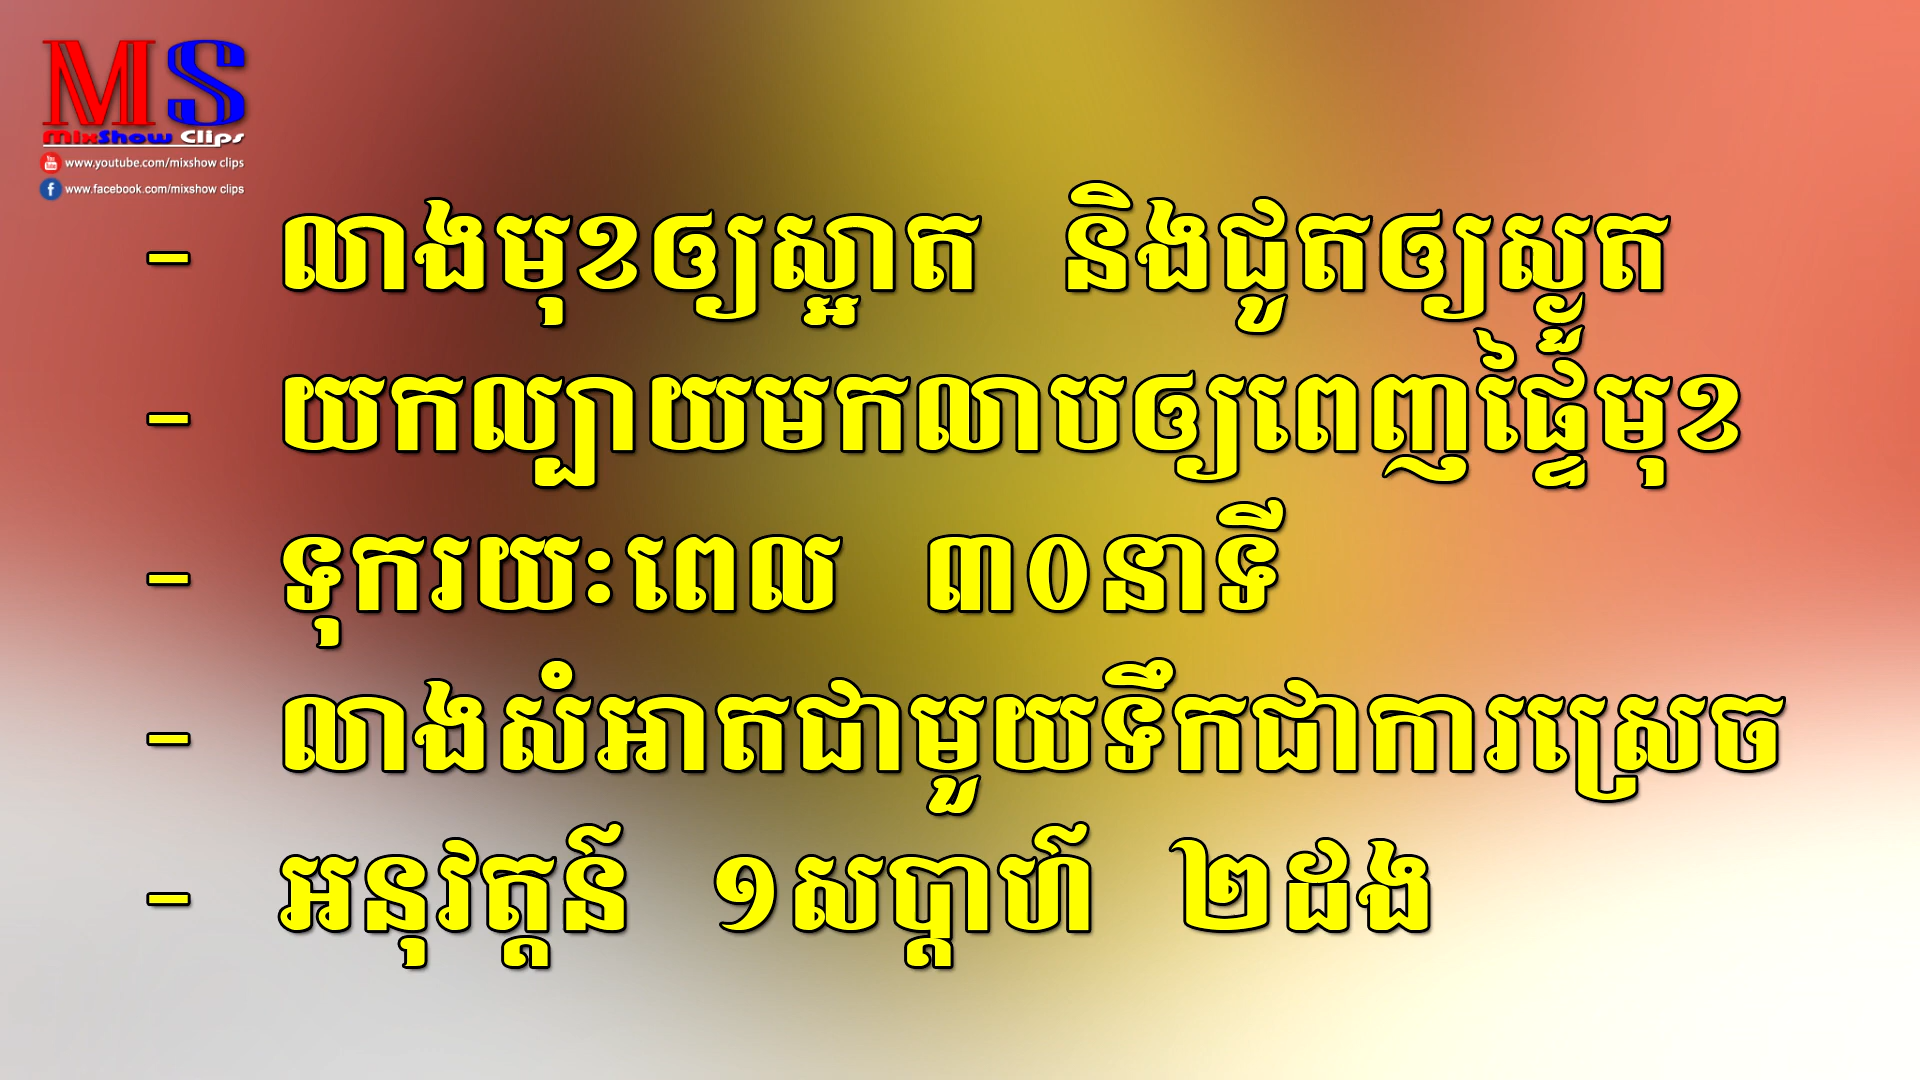 MS
MixShow Clips
www.youtube.com/mixshow clips
www.facebook.com/mixshow clips
- លាងមុខឲ្យស្អាត និងជូតឲ្យស្ងួត
- យកល្បាយមកលាបឲ្យពេញផ្ទៃមុខ
- ទុករយៈពេល ៣០នាទី
- លាងសំអាតជាមួយទឹកជាការស្រេច
- អនុវត្តន៍ ១សប្តាហ៍ ២ដង